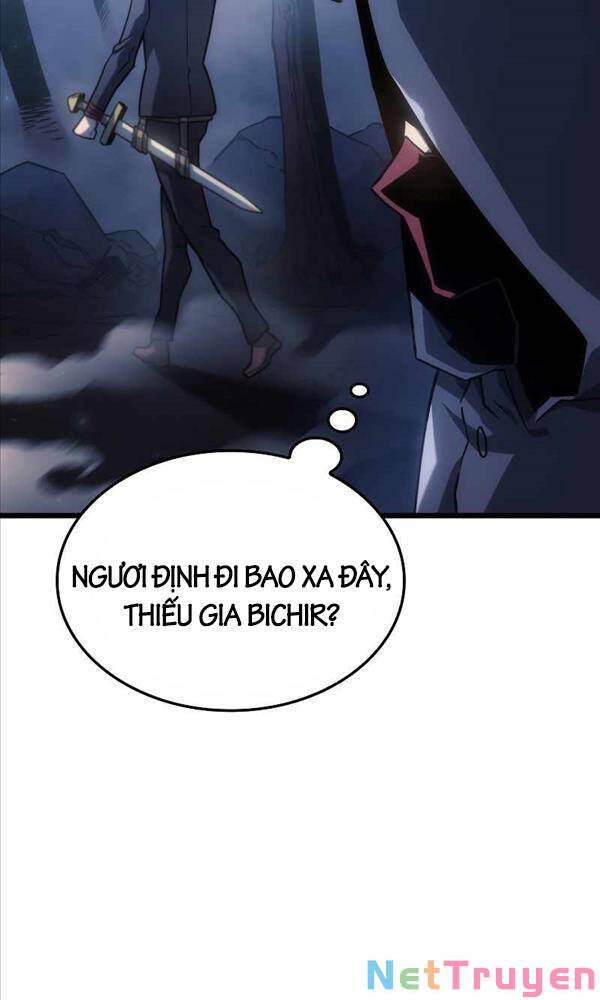 NGƯƠI ĐỊNH ĐI BAO XA ĐÂY,
THIẾU GIA BICHIR?
NetTruyen